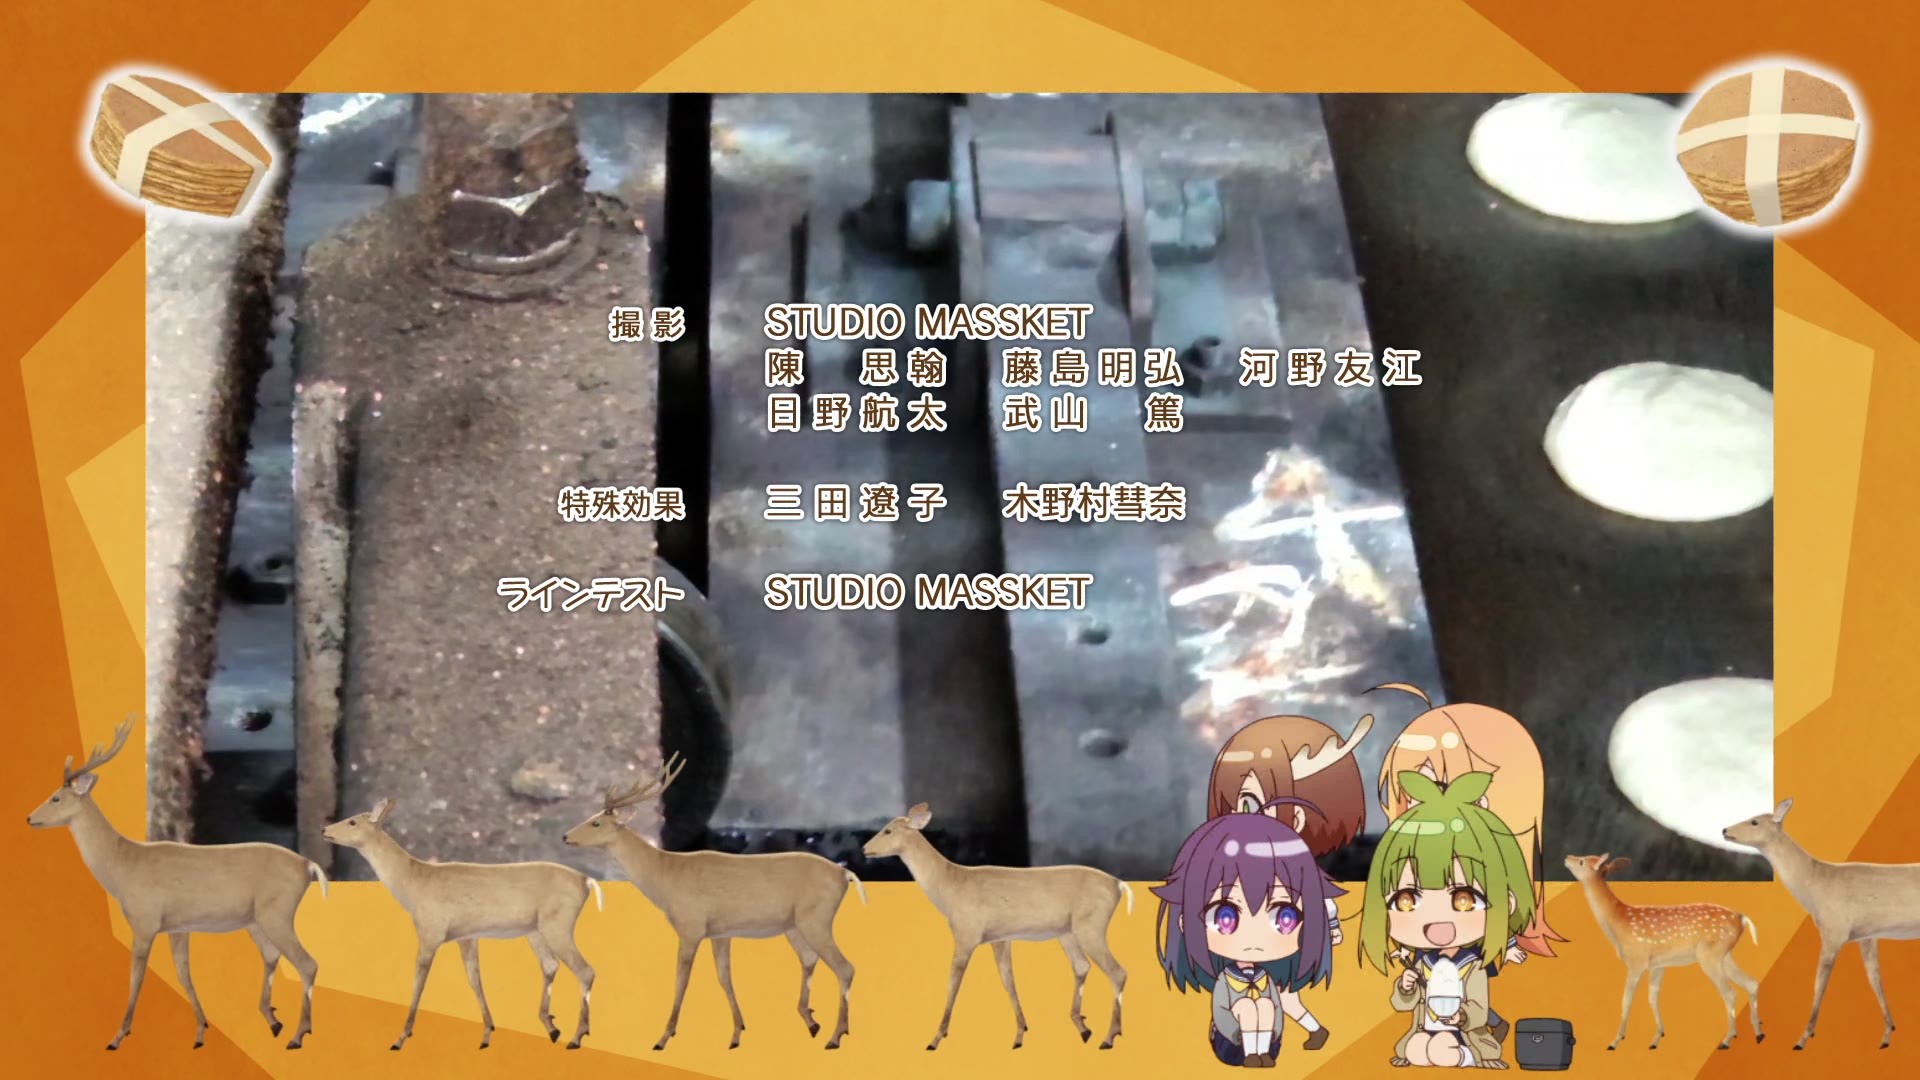 撮影 STUDIO MASSKET
陳 思翰 藤島明弘 河野友江
日野航太 武山 篤
特殊効果 三田遼子 木野村彗奈
ラインテスト STUDIO MASSKET